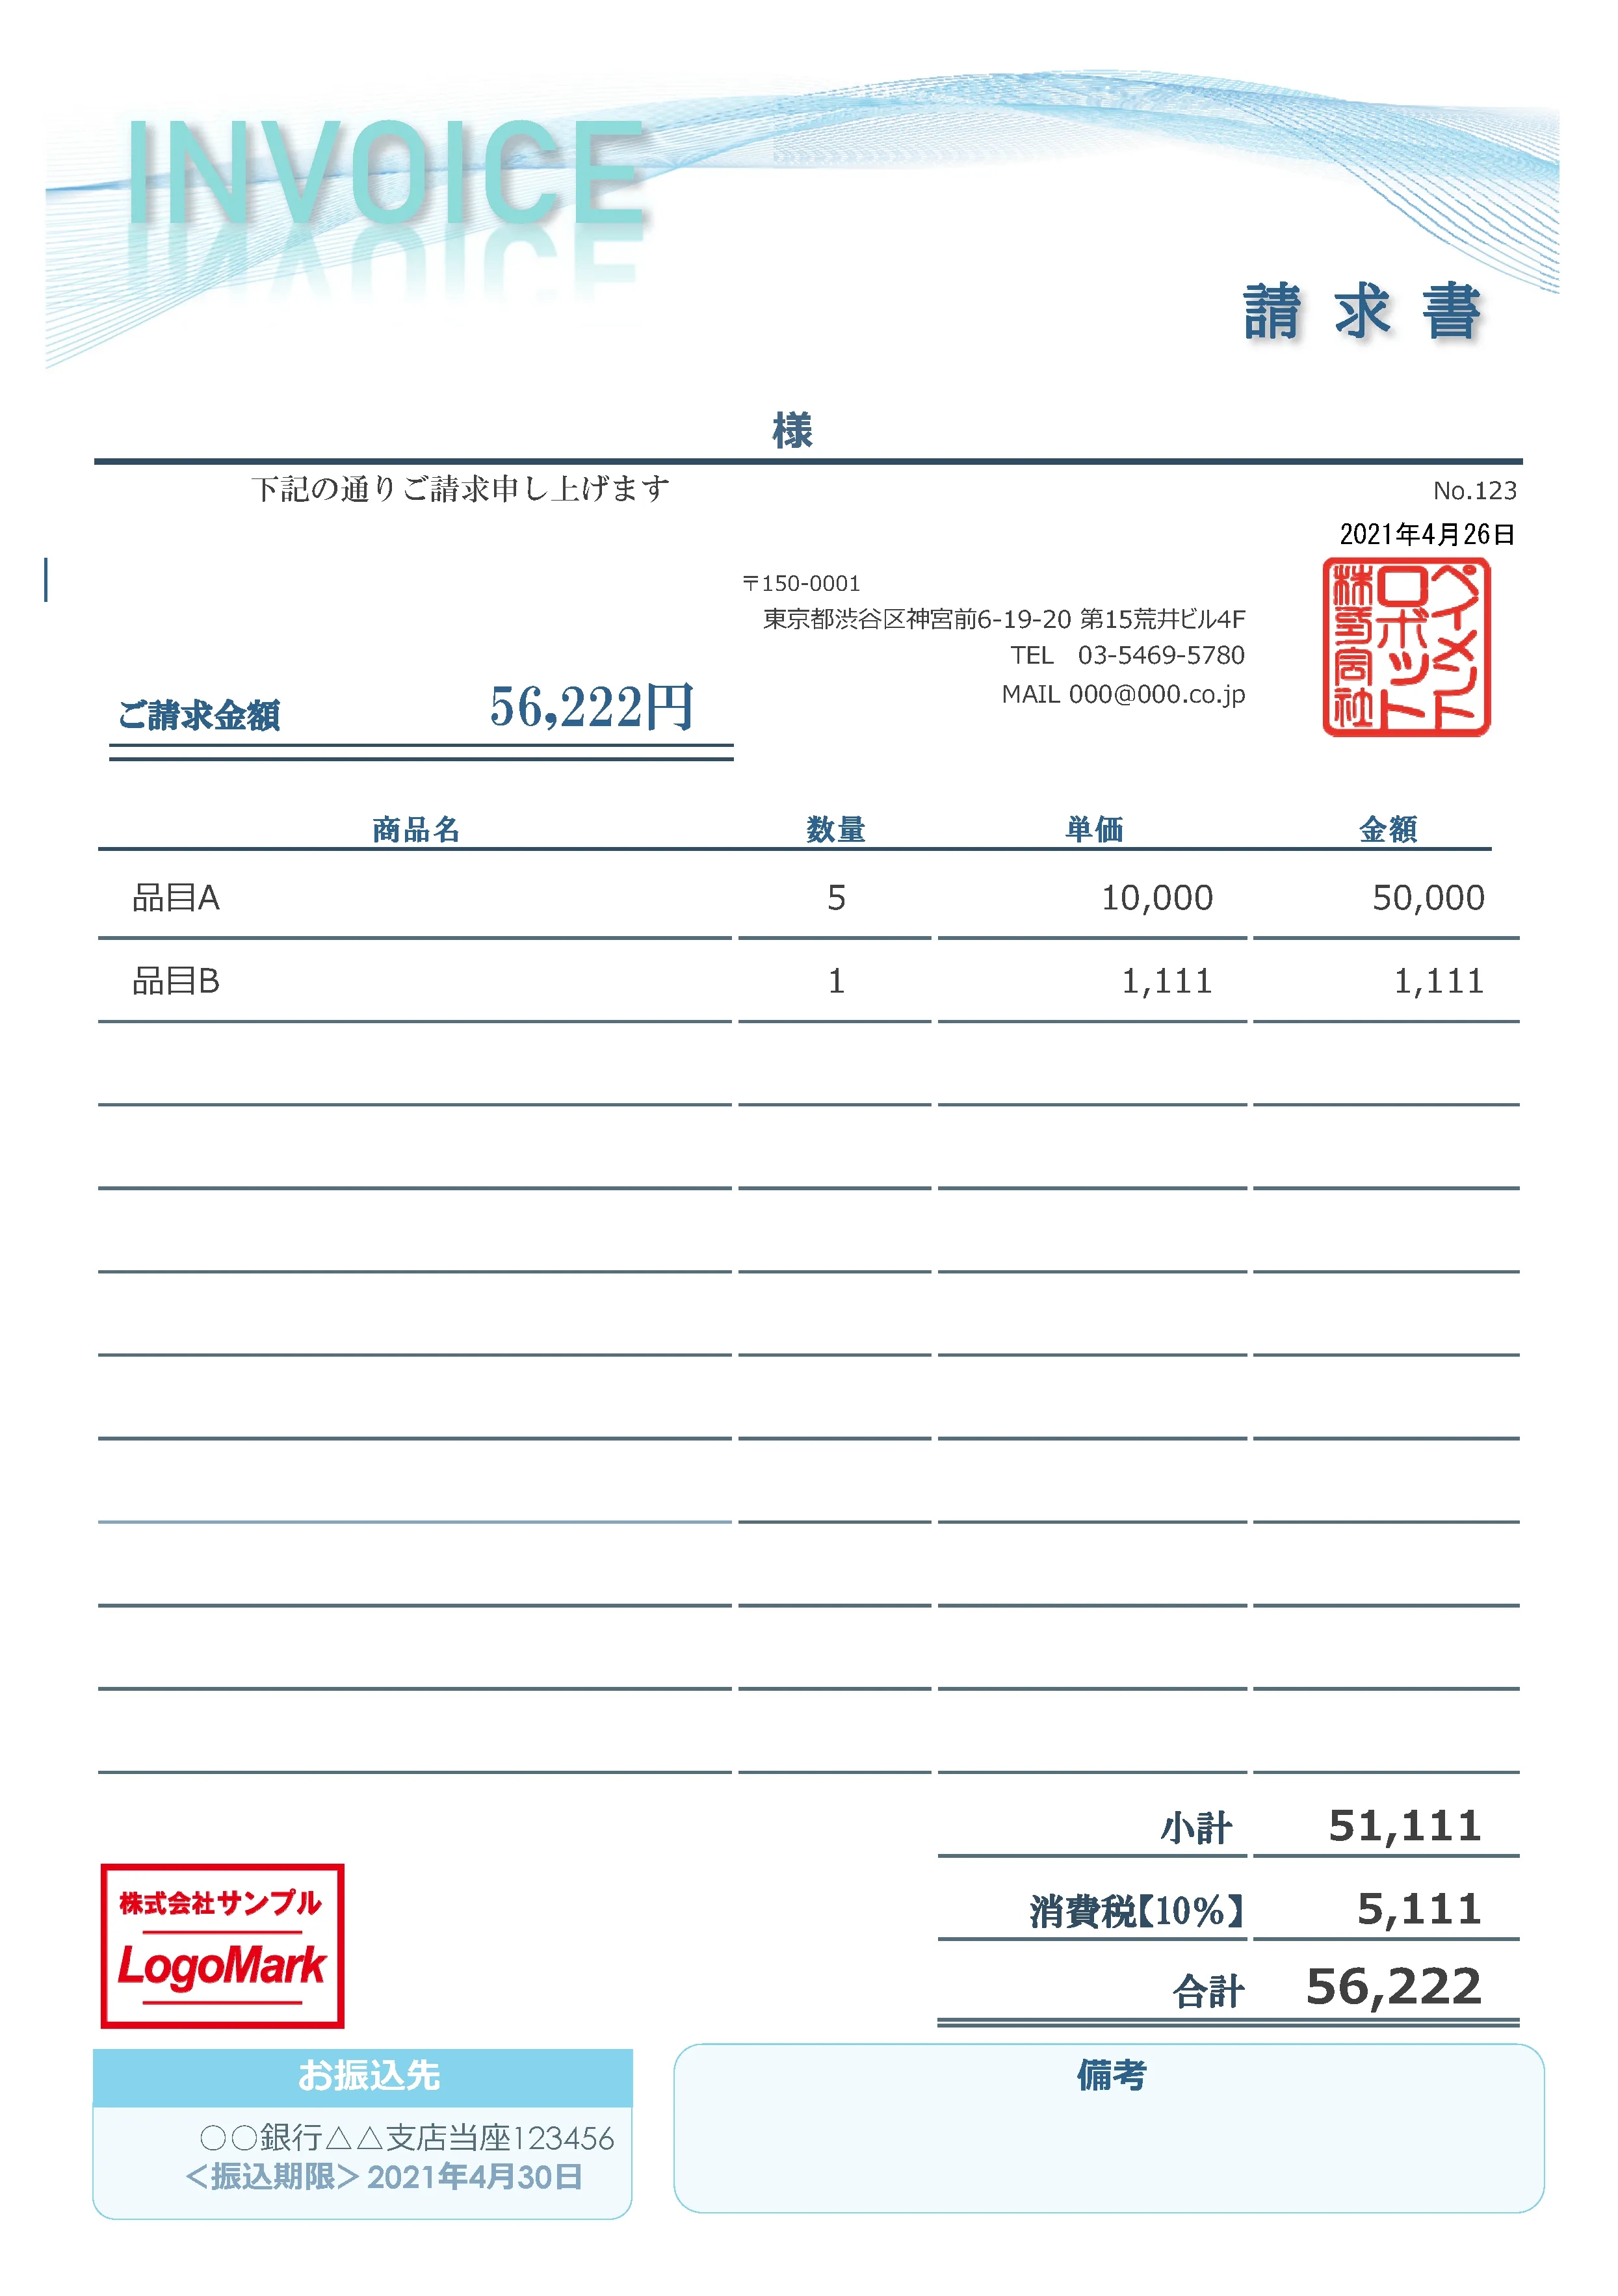 INVOICE
請求書
様
下記の通りご請求申し上げます
No.123
2021年4月26日
〒150-0001
東京都渋谷区神宮前6-19-20 第15荒井ビル4F
TEL 03-5469-5780
MAIL 000@000.co.jp
ペイメント
ロボット
株式会社
ご請求金額 56,222円
商品名 数量 単価 金額
品目A 5 10,000 50,000
品目B 1 1,111 1,111
小計 51,111
消費税【10%】 5,111
合計 56,222
株式会社サンプル
LogoMark
お振込先
○○銀行△△支店当座123456
＜振込期限＞2021年4月30日
備考